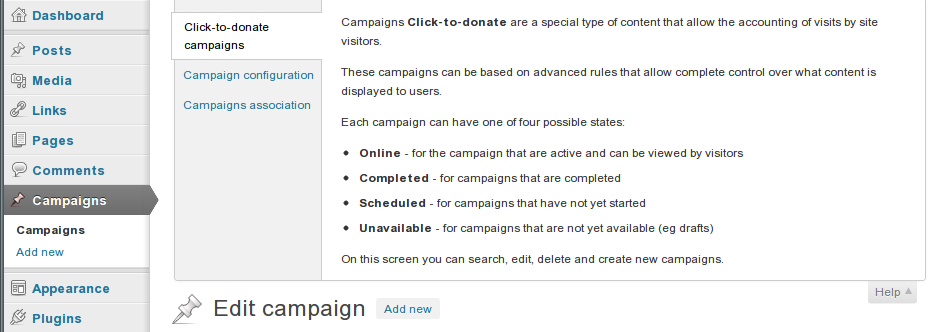 Dashboard
Posts
Media
Links
Pages
Comments
Campaigns
Campaigns
Add new
Appearance
Plugins
Click-to-donate
campaigns
Campaign configuration
Campaigns association
Campaigns Click-to-donate are a special type of content that allow the accounting of visits by site
visitors.
These campaigns can be based on advanced rules that allow complete control over what content is
displayed to users.
Each campaign can have one of four possible states:
• Online - for the campaign that are active and can be viewed by visitors
• Completed - for campaigns that are completed
• Scheduled - for campaigns that have not yet started
• Unavailable - for campaigns that are not yet available (eg drafts)
On this screen you can search, edit, delete and create new campaigns.
Help
Edit campaign Add new